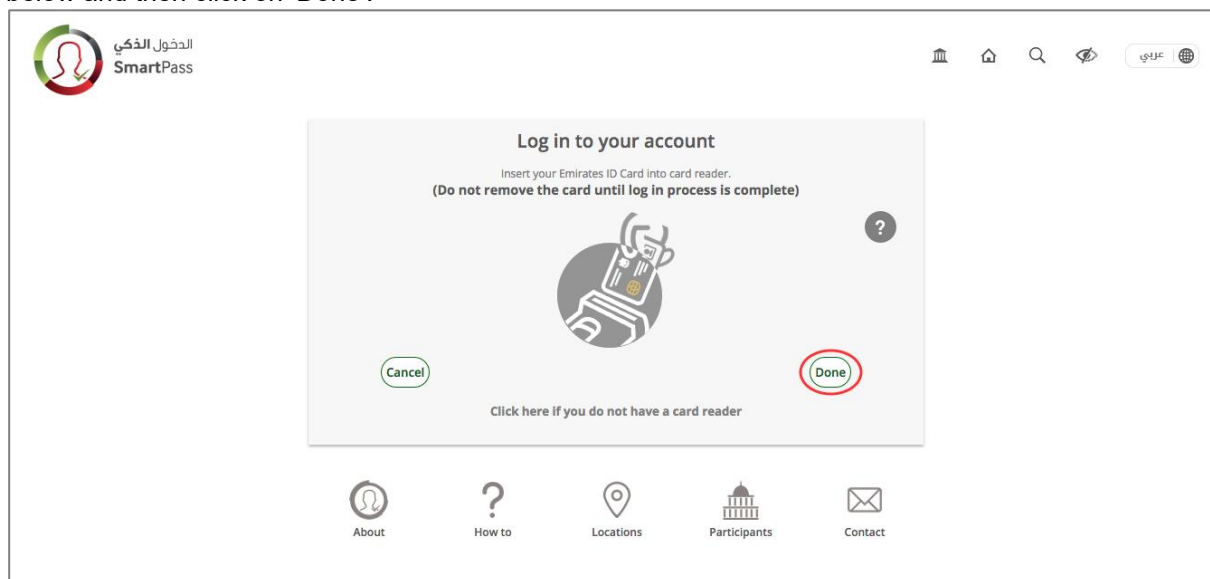 below and then click on 'Done'.
الدخول الذكي
SmartPass
عربي
Log in to your account
Insert your Emirates ID Card into card reader.
(Do not remove the card until log in process is complete)
?
Cancel
Done
Click here if you do not have a card reader
About
How to
Locations
Participants
Contact